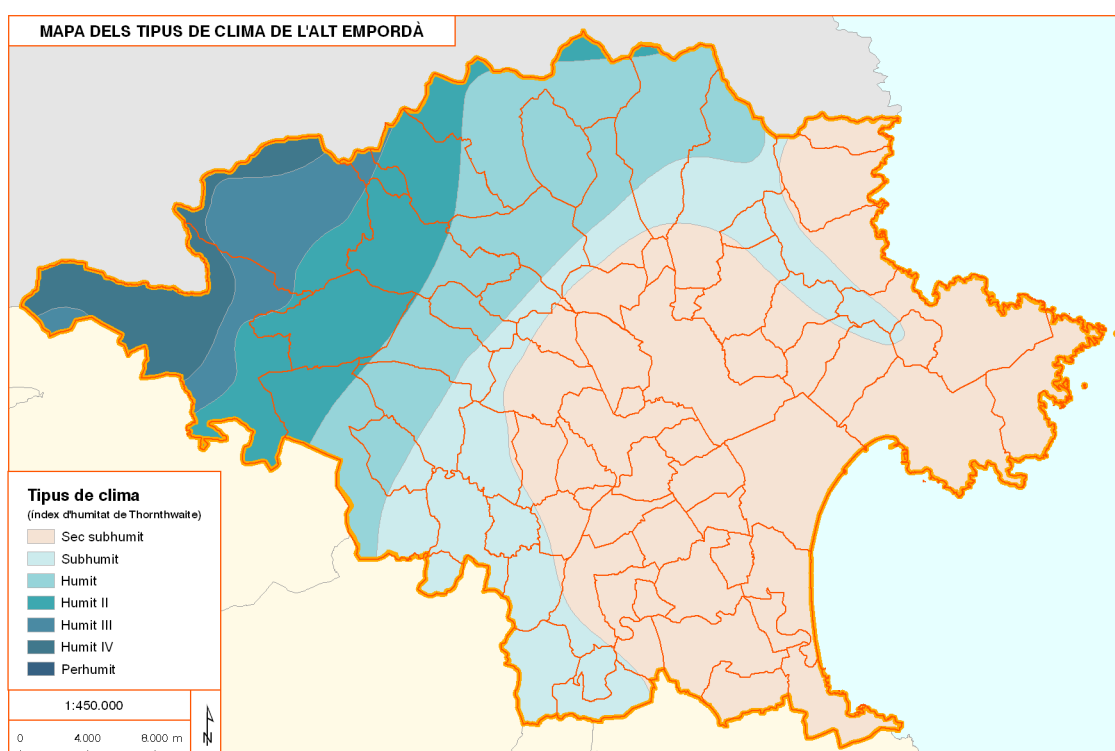 MAPA DELS TIPUS DE CLIMA DE L'ALT EMPORDÀ
Tipus de clima
(índex d'humitat de Thornthwaite)
Sec subhumit
Subhumit
Humit
Humit II
Humit III
Humit IV
Perhumit
1:450.000
0 4.000 8.000 m
N